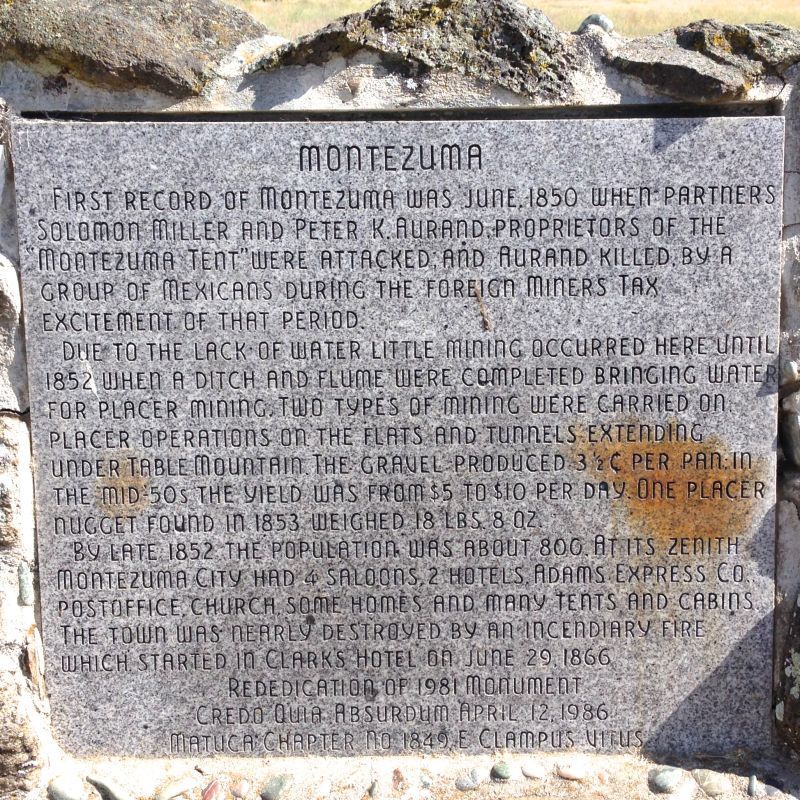 MONTEZUMA
FIRST RECORD OF MONTEZUMA WAS JUNE, 1850 WHEN PARTNERS
SOLOMON MILLER AND PETER K. AURAND, PROPRIETORS OF THE
"MONTEZUMA TENT" WERE ATTACKED, AND AURAND KILLED, BY A
GROUP OF MEXICANS DURING THE FOREIGN MINERS TAX
EXCITEMENT OF THAT PERIOD.
DUE TO THE LACK OF WATER LITTLE MINING OCCURRED HERE UNTIL
1852 WHEN A DITCH AND FLUME WERE COMPLETED BRINGING WATER
FOR PLACER MINING. TWO TYPES OF MINING WERE CARRIED ON.
PLACER OPERATIONS ON THE FLATS AND TUNNELS EXTENDING
UNDER TABLE MOUNTAIN. THE GRAVEL PRODUCED 3½¢ PER PAN; IN
THE MID-50S THE YIELD WAS FROM $5 TO $10 PER DAY. ONE PLACER
NUGGET FOUND IN 1853 WEIGHED 18 LBS. 8 OZ.
BY LATE 1852 THE POPULATION WAS ABOUT 800. AT ITS ZENITH
MONTEZUMA CITY HAD 4 SALOONS, 2 HOTELS, ADAMS EXPRESS CO.,
POSTOFFICE, CHURCH, SOME HOMES AND MANY TENTS AND CABINS.
THE TOWN WAS NEARLY DESTROYED BY AN INCENDIARY FIRE
WHICH STARTED IN CLARKS HOTEL ON JUNE 29, 1866.
REDEDICATION OF 1981 MONUMENT
CREDO QUIA ABSURDUM APRIL 12, 1986
MATUCA CHAPTER NO 1849, E CLAMPUS VITUS